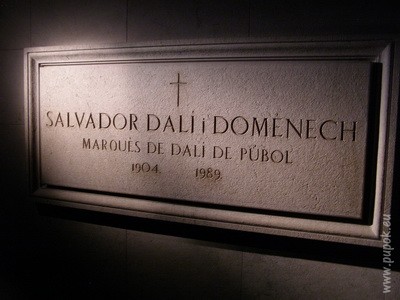 SALVADOR DALÍ i DOMÈNECH
MARQUÈS DE DALÍ DE PÚBOL
1904 1989
www.pupok.eu